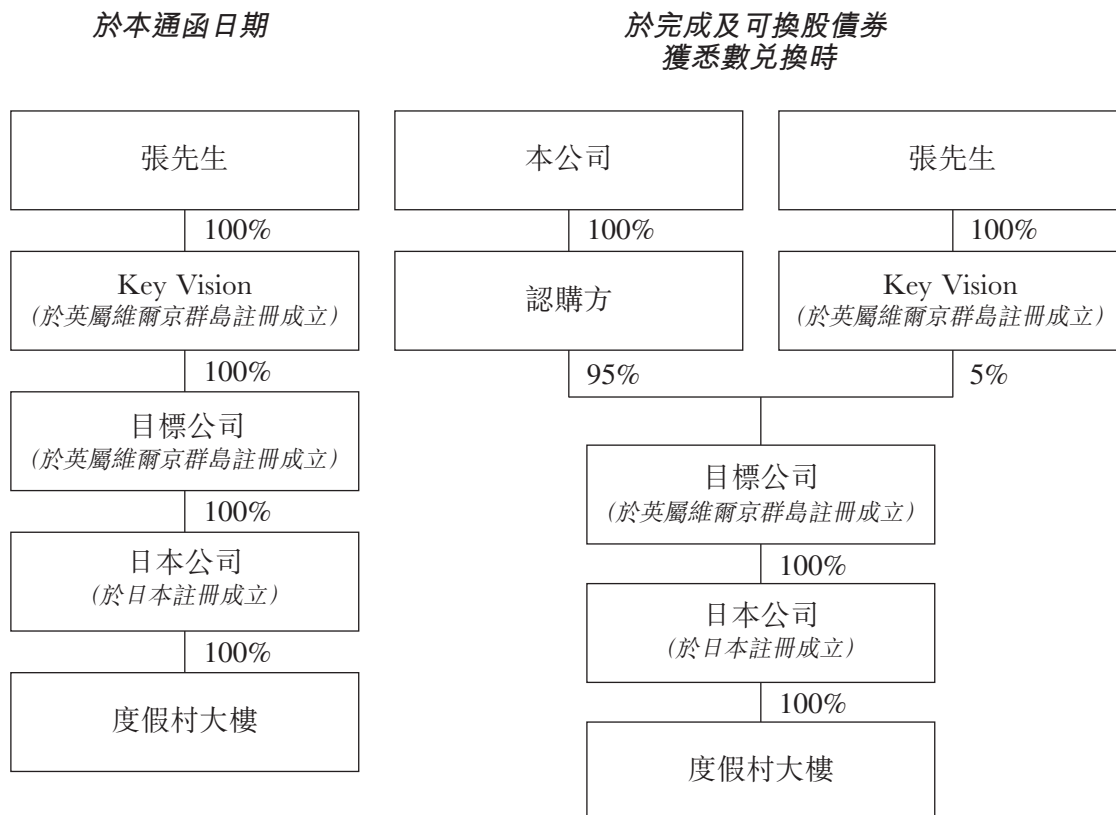 於本通函日期
張先生
100%
Key Vision
(於英屬維爾京群島註冊成立)
100%
目標公司
(於英屬維爾京群島註冊成立)
100%
日本公司
(於日本註冊成立)
100%
度假村大樓
於完成及可換股債券
獲悉數兌換時
本公司
張先生
100%
100%
認購方
Key Vision
(於英屬維爾京群島註冊成立)
95%
5%
目標公司
(於英屬維爾京群島註冊成立)
100%
日本公司
(於日本註冊成立)
100%
度假村大樓